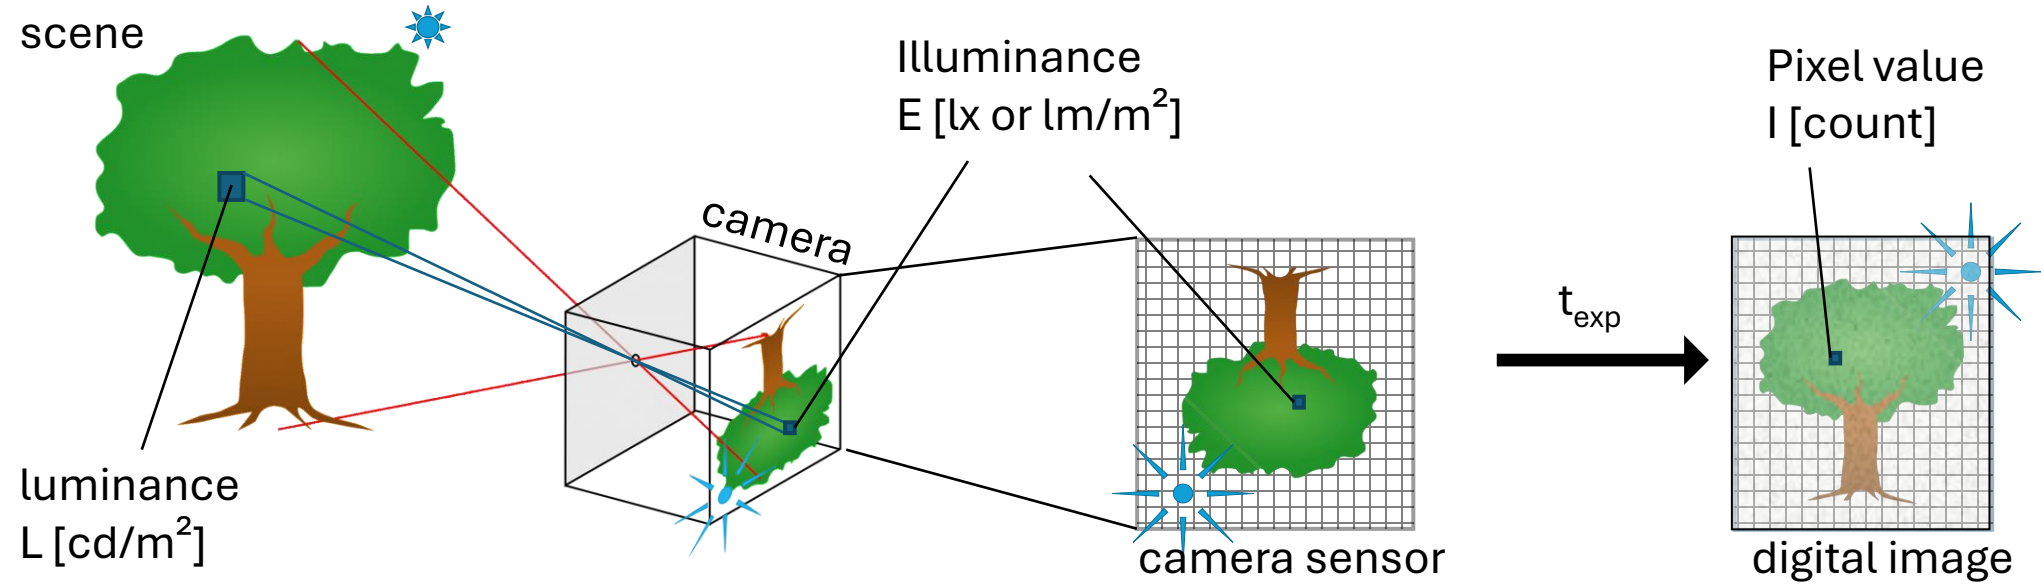 scene
luminance
L [cd/m²]
camera
Illuminance
E [lx or lm/m²]
camera sensor
t_exp
Pixel value
I [count]
digital image